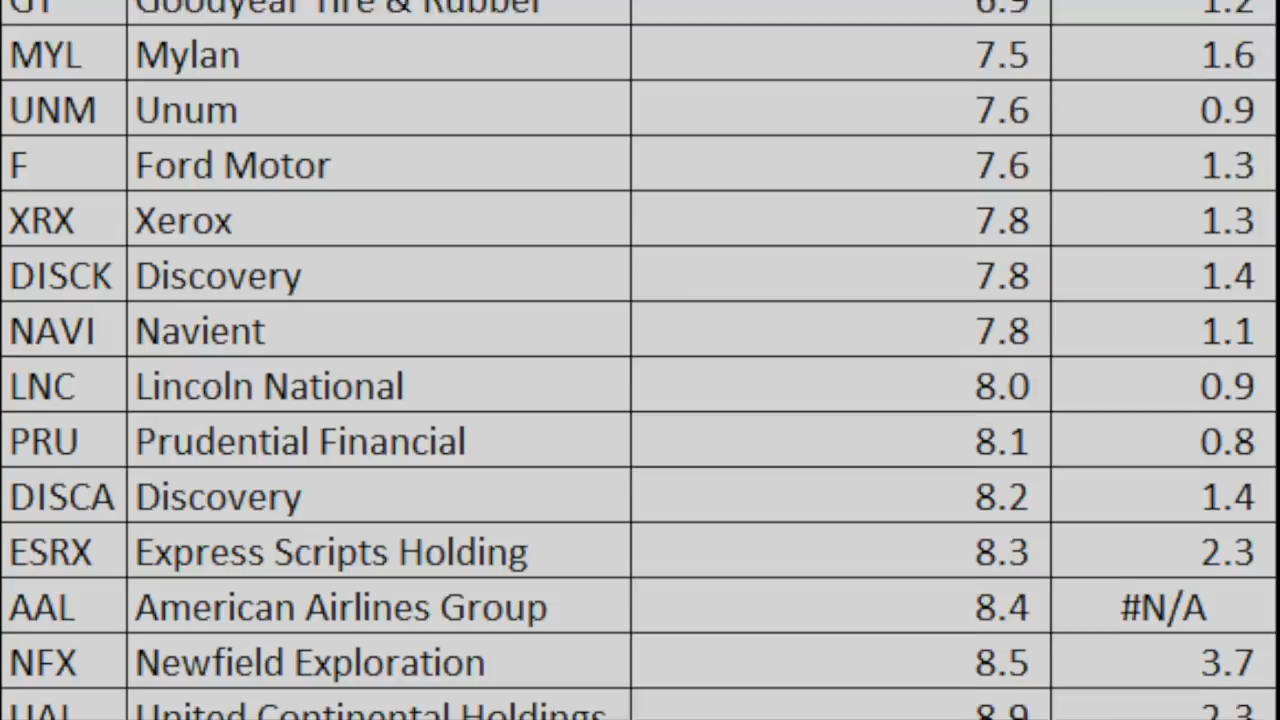 GT Goodyear Tire & Rubber 6.9 1.2
MYL Mylan 7.5 1.6
UNM Unum 7.6 0.9
F Ford Motor 7.6 1.3
XRX Xerox 7.8 1.3
DISCK Discovery 7.8 1.4
NAVI Navient 7.8 1.1
LNC Lincoln National 8.0 0.9
PRU Prudential Financial 8.1 0.8
DISCA Discovery 8.2 1.4
ESRX Express Scripts Holding 8.3 2.3
AAL American Airlines Group 8.4 #N/A
NFX Newfield Exploration 8.5 3.7
UAL United Continental Holdings 8.9 2.3